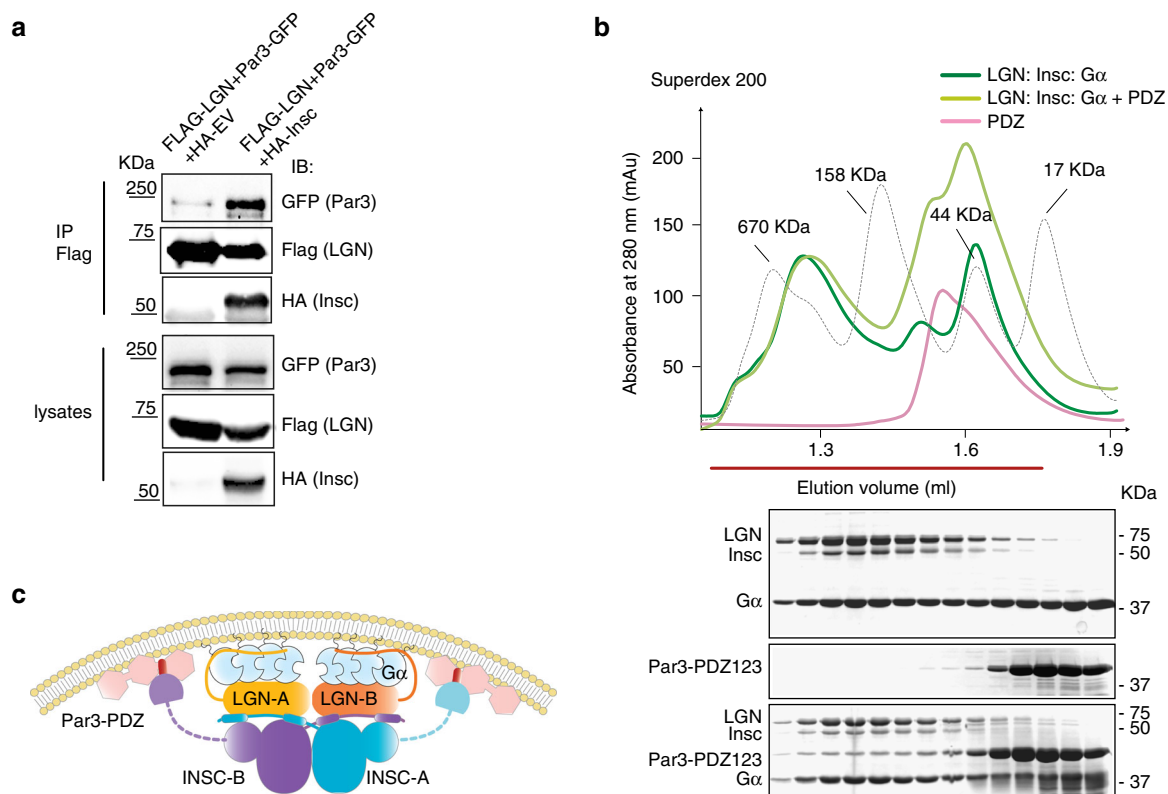 a
FLAG-LGN+Par3-GFP
+HA-EV
FLAG-LGN+Par3-GFP
+HA-Insc
KDa
IB:
IP
Flag
250
GFP (Par3)
75
Flag (LGN)
50
HA (Insc)
lysates
250
GFP (Par3)
75
Flag (LGN)
50
HA (Insc)
b
Superdex 200
LGN: Insc: Gα
LGN: Insc: Gα + PDZ
PDZ
Absorbance at 280 nm (mAu)
200
150
100
50
670 KDa
158 KDa
44 KDa
17 KDa
1.3
1.6
1.9
Elution volume (ml)
KDa
LGN
Insc
Gα
- 75
- 50
- 37
Par3-PDZ123
- 37
LGN
Insc
Par3-PDZ123
Gα
- 75
- 50
- 37
c
Gα
LGN-A
LGN-B
Par3-PDZ
INSC-B
INSC-A